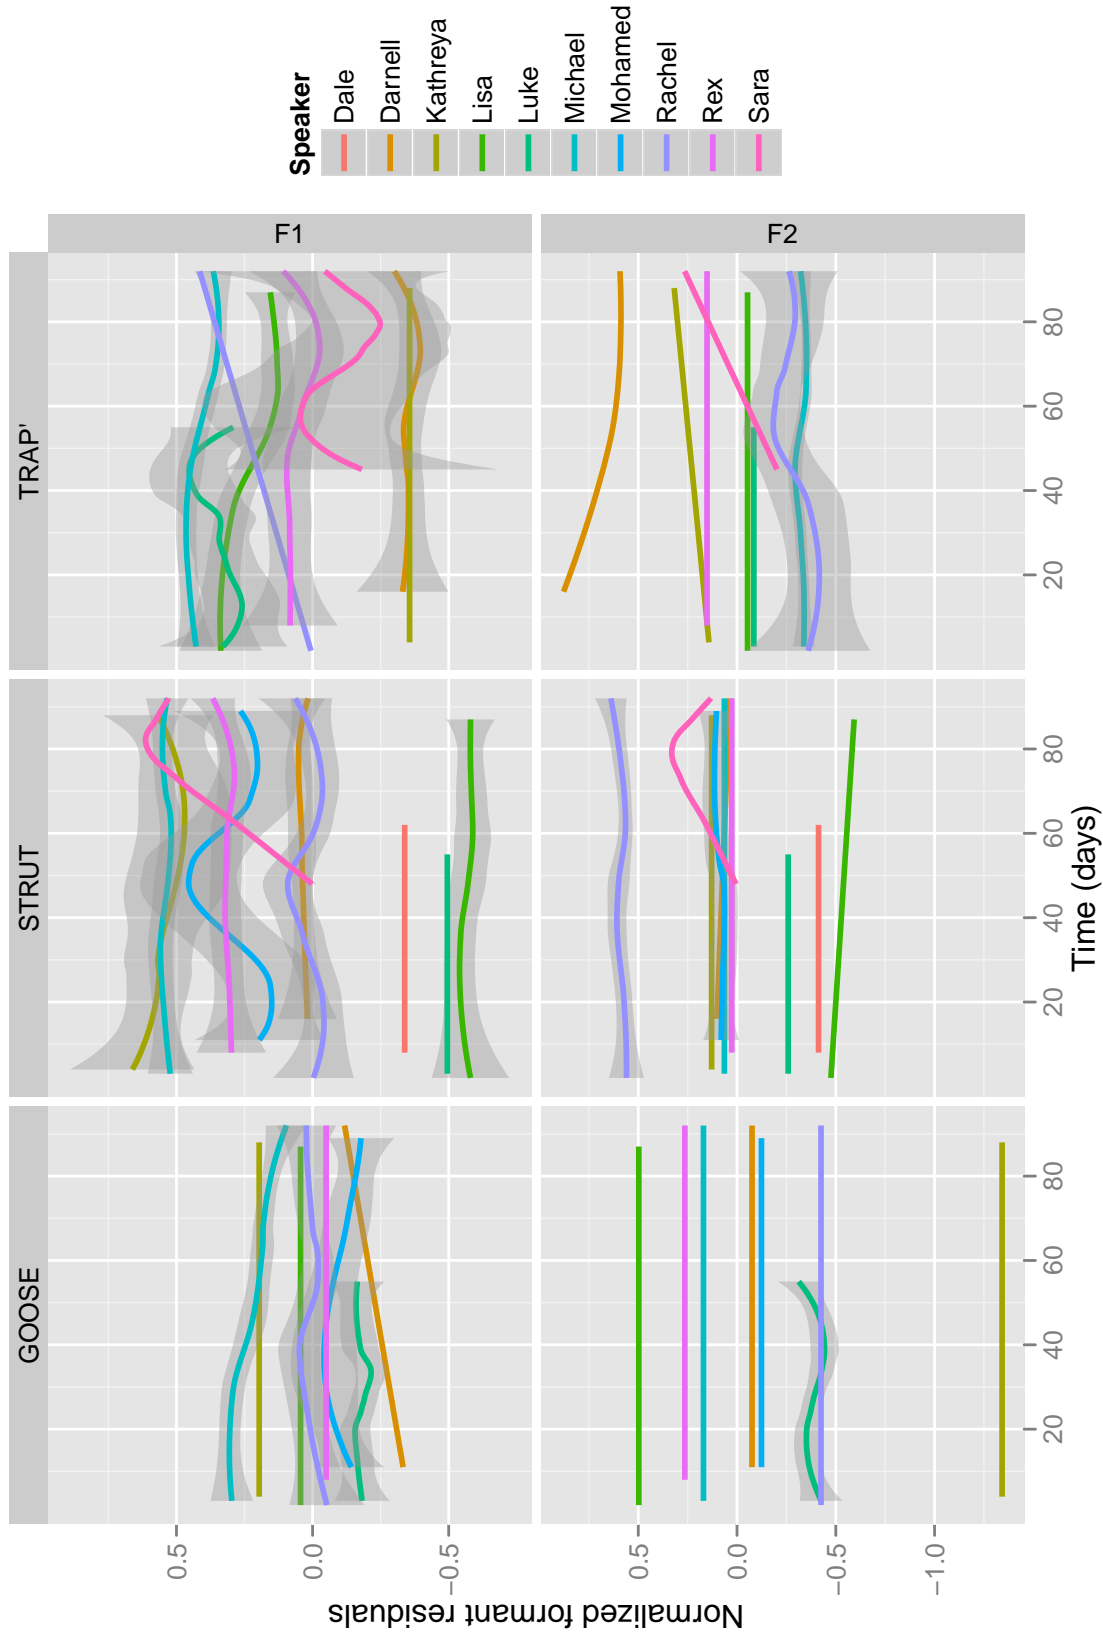 GOOSE
STRUT
TRAP'
F1
F2
0.5
0.0
−0.5
0.5
0.0
−0.5
−1.0
20
40
60
80
20
40
60
80
20
40
60
80
Time (days)
Normalized formant residuals
Speaker
Dale
Darnell
Kathreya
Lisa
Luke
Michael
Mohamed
Rachel
Rex
Sara